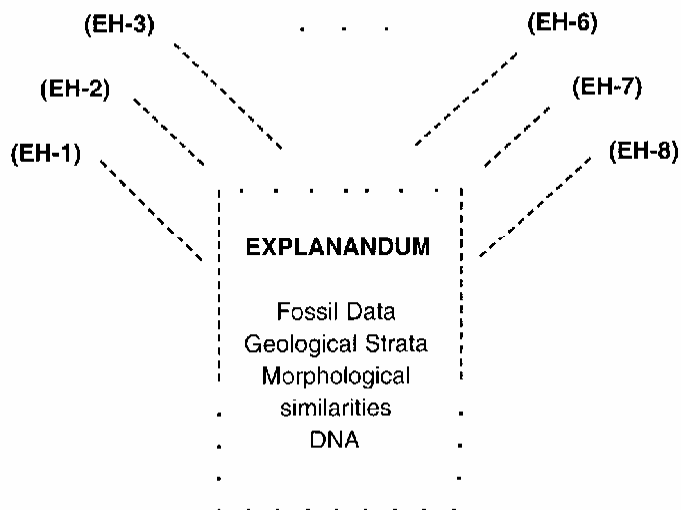 (EH-3) . . . (EH-6)
(EH-2) (EH-7)
(EH-1) (EH-8)
EXPLANANDUM
Fossil Data
Geological Strata
Morphological
similarities
DNA